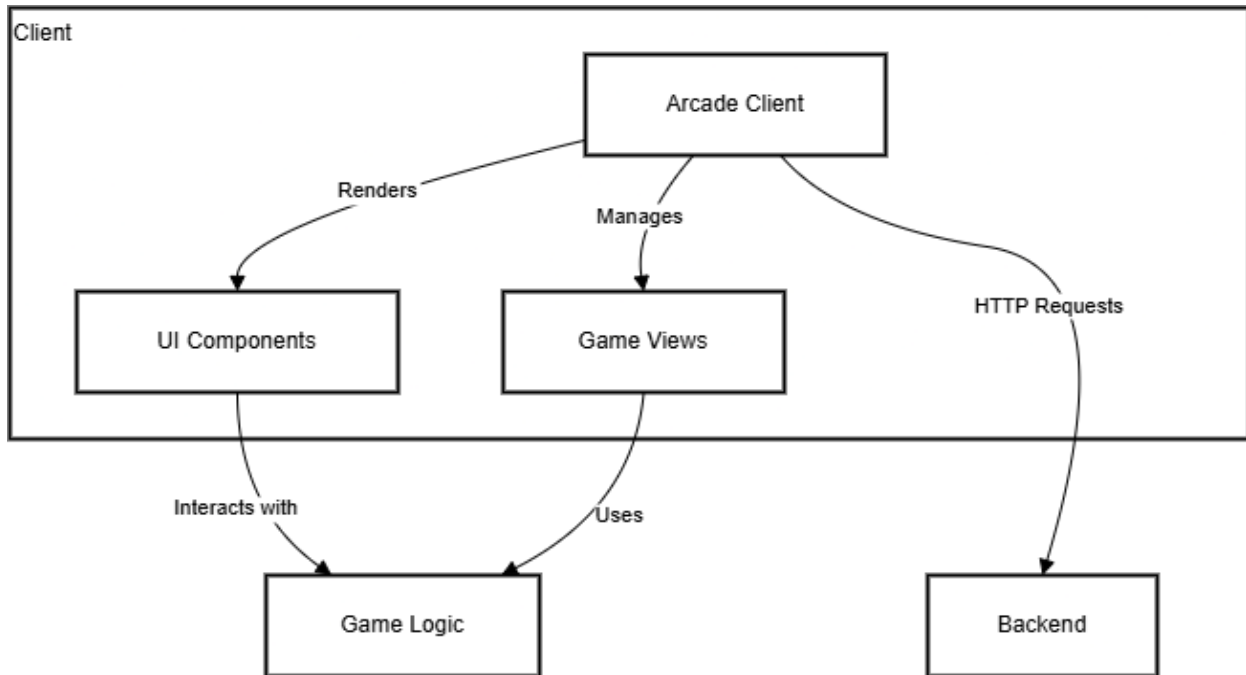 Client
Arcade Client
Renders
Manages
HTTP Requests
UI Components
Game Views
Interacts with
Uses
Game Logic
Backend